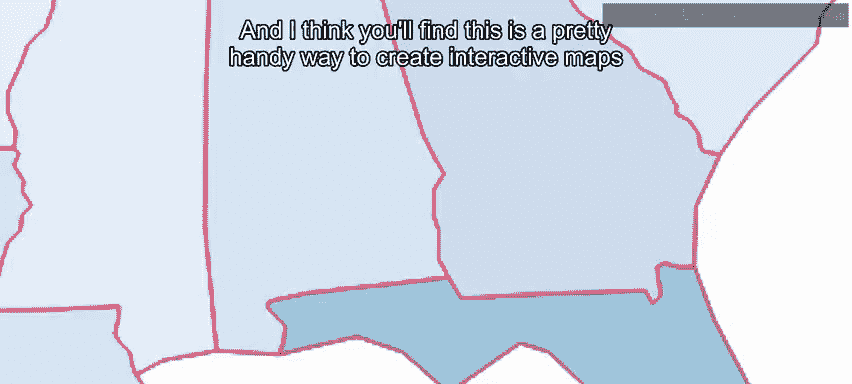 And I think you'll find this is a pretty
handy way to create interactive maps